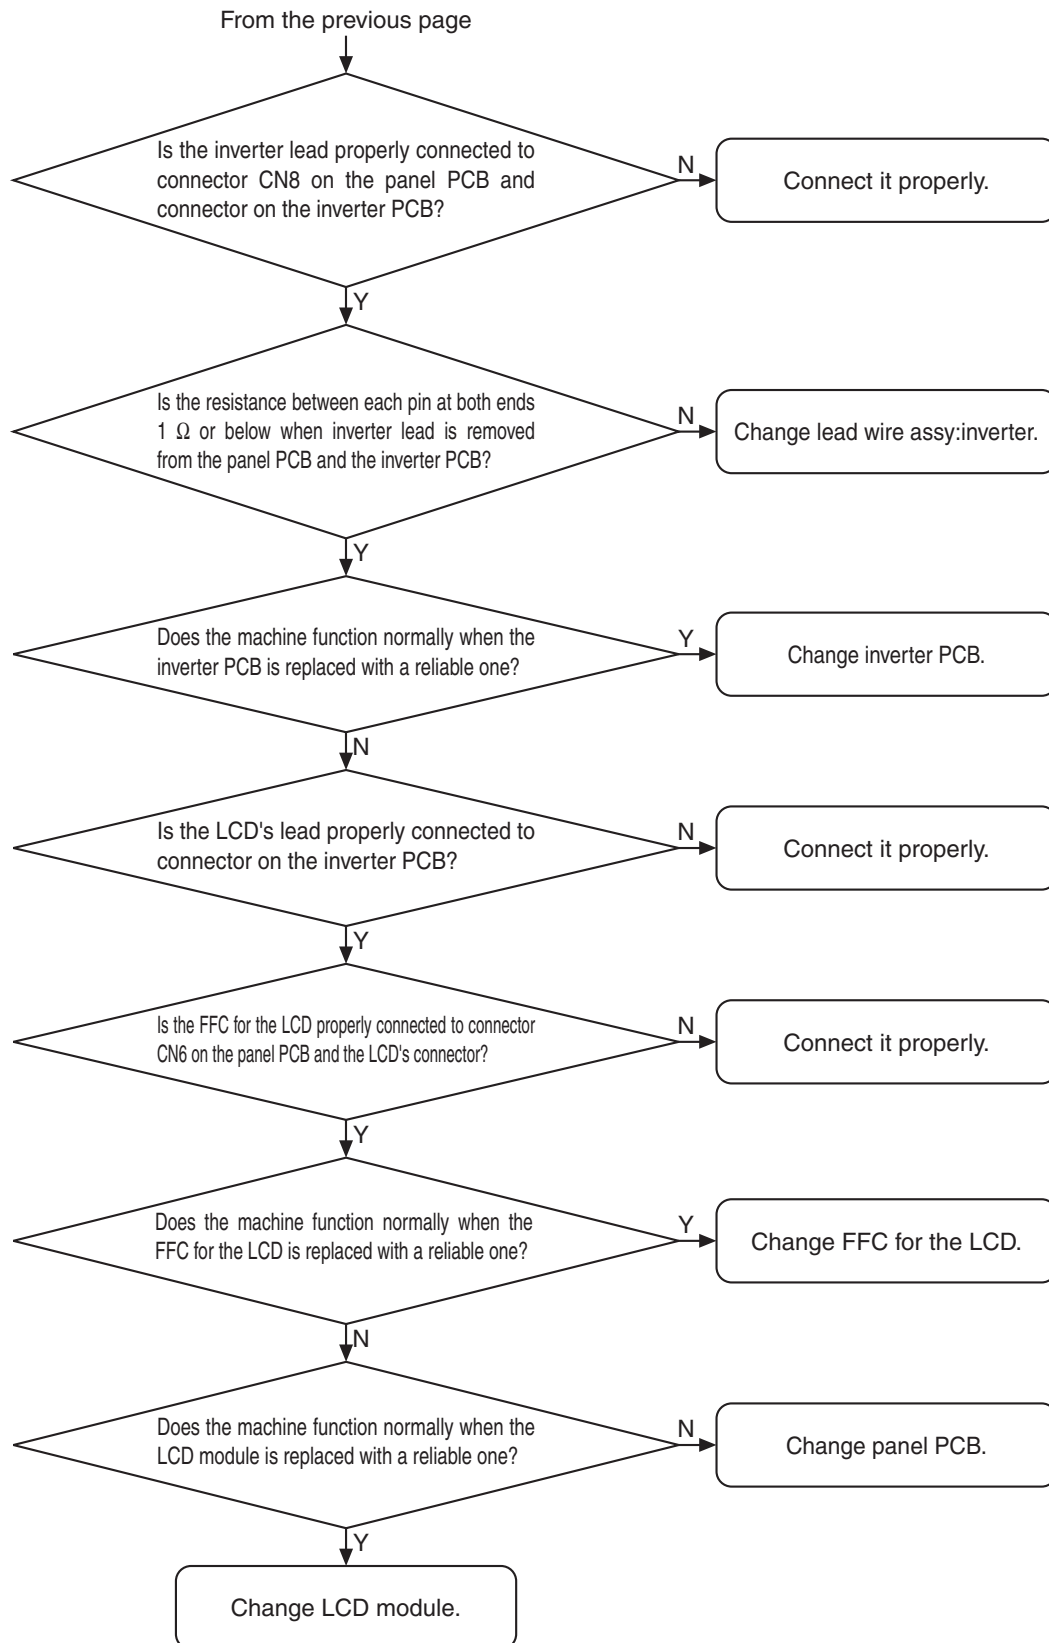 From the previous page
Is the inverter lead properly connected to
connector CN8 on the panel PCB and
connector on the inverter PCB?
N
Connect it properly.
Y
Is the resistance between each pin at both ends
1 Ω or below when inverter lead is removed
from the panel PCB and the inverter PCB?
N
Change lead wire assy:inverter.
Y
Does the machine function normally when the
inverter PCB is replaced with a reliable one?
Y
Change inverter PCB.
N
Is the LCD's lead properly connected to
connector on the inverter PCB?
N
Connect it properly.
Y
Is the FFC for the LCD properly connected to connector
CN6 on the panel PCB and the LCD's connector?
N
Connect it properly.
Y
Does the machine function normally when the
FFC for the LCD is replaced with a reliable one?
Y
Change FFC for the LCD.
N
Does the machine function normally when the
LCD module is replaced with a reliable one?
N
Change panel PCB.
Y
Change LCD module.